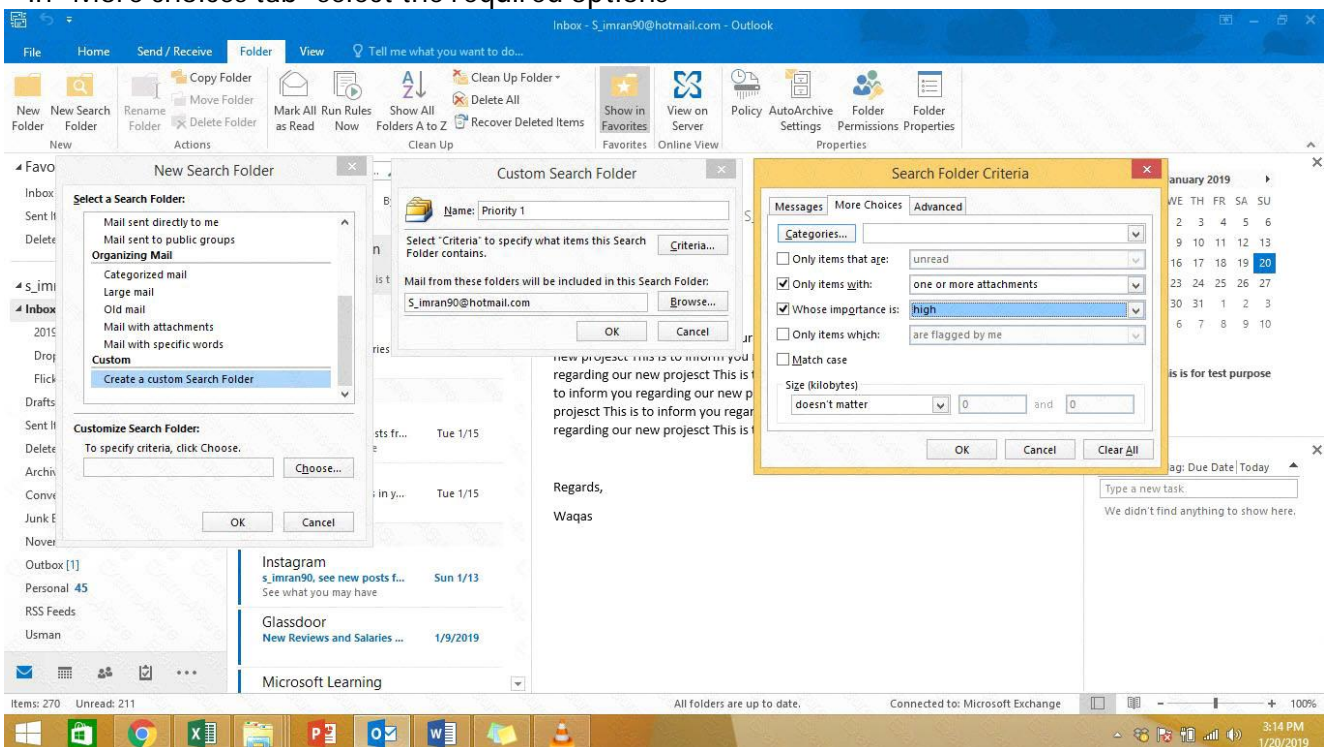 in "More choices tab" select the required options
Inbox - S_imran90@hotmail.com - Outlook
File Home Send / Receive Folder View Tell me what you want to do...
New Folder
New Search Folder
Rename Folder
Copy Folder
Move Folder
Delete Folder
Mark All as Read
Run Rules Now
Show All Folders A to Z
Clean Up Folder
Delete All
Recover Deleted Items
Show in Favorites
View on Server
Policy
AutoArchive Settings
Folder Permissions
Folder Properties
New Actions Clean Up Favorites Online View Properties
Favo
Inbox
Sent It
Delete
s_imr
Inbox
2019
Drop
Flick
Drafts
Sent It
Delete
Archiv
Conve
Junk E
Nover
Outbox [1]
Personal 45
RSS Feeds
Usman
New Search Folder
Select a Search Folder:
Mail sent directly to me
Mail sent to public groups
Organizing Mail
Categorized mail
Large mail
Old mail
Mail with attachments
Mail with specific words
Custom
Create a custom Search Folder
Customize Search Folder:
To specify criteria, click Choose.
Choose...
OK Cancel
sts fr... Tue 1/15
s in y... Tue 1/15
Instagram
s_imran90, see new posts f... Sun 1/13
See what you may have
Glassdoor
New Reviews and Salaries ... 1/9/2019
Microsoft Learning
Custom Search Folder
Name: Priority 1
Select "Criteria" to specify what items this Search
Folder contains.
Criteria...
Mail from these folders will be included in this Search Folder:
S_imran90@hotmail.com Browse...
OK Cancel
new projesct This is to inform you
regarding our new projesct This is t
to inform you regarding our new p
projesct This is to inform you regar
regarding our new projesct This is t
Regards,
Waqas
Search Folder Criteria
Messages More Choices Advanced
Categories...
Only items that are: unread
Only items with: one or more attachments
Whose importance is: high
Only items which: are flagged by me
Match case
Size (kilobytes)
doesn't matter 0 and 0
OK Cancel Clear All
anuary 2019
WE TH FR SA SU
2 3 4 5 6
9 10 11 12 13
16 17 18 19 20
23 24 25 26 27
30 31 1 2 3
6 7 8 9 10
is is for test purpose
ag: Due Date Today
Type a new task
We didn't find anything to show here.
Items: 270 Unread: 211
All folders are up to date. Connected to: Microsoft Exchange 100%
3:14 PM
1/20/2019